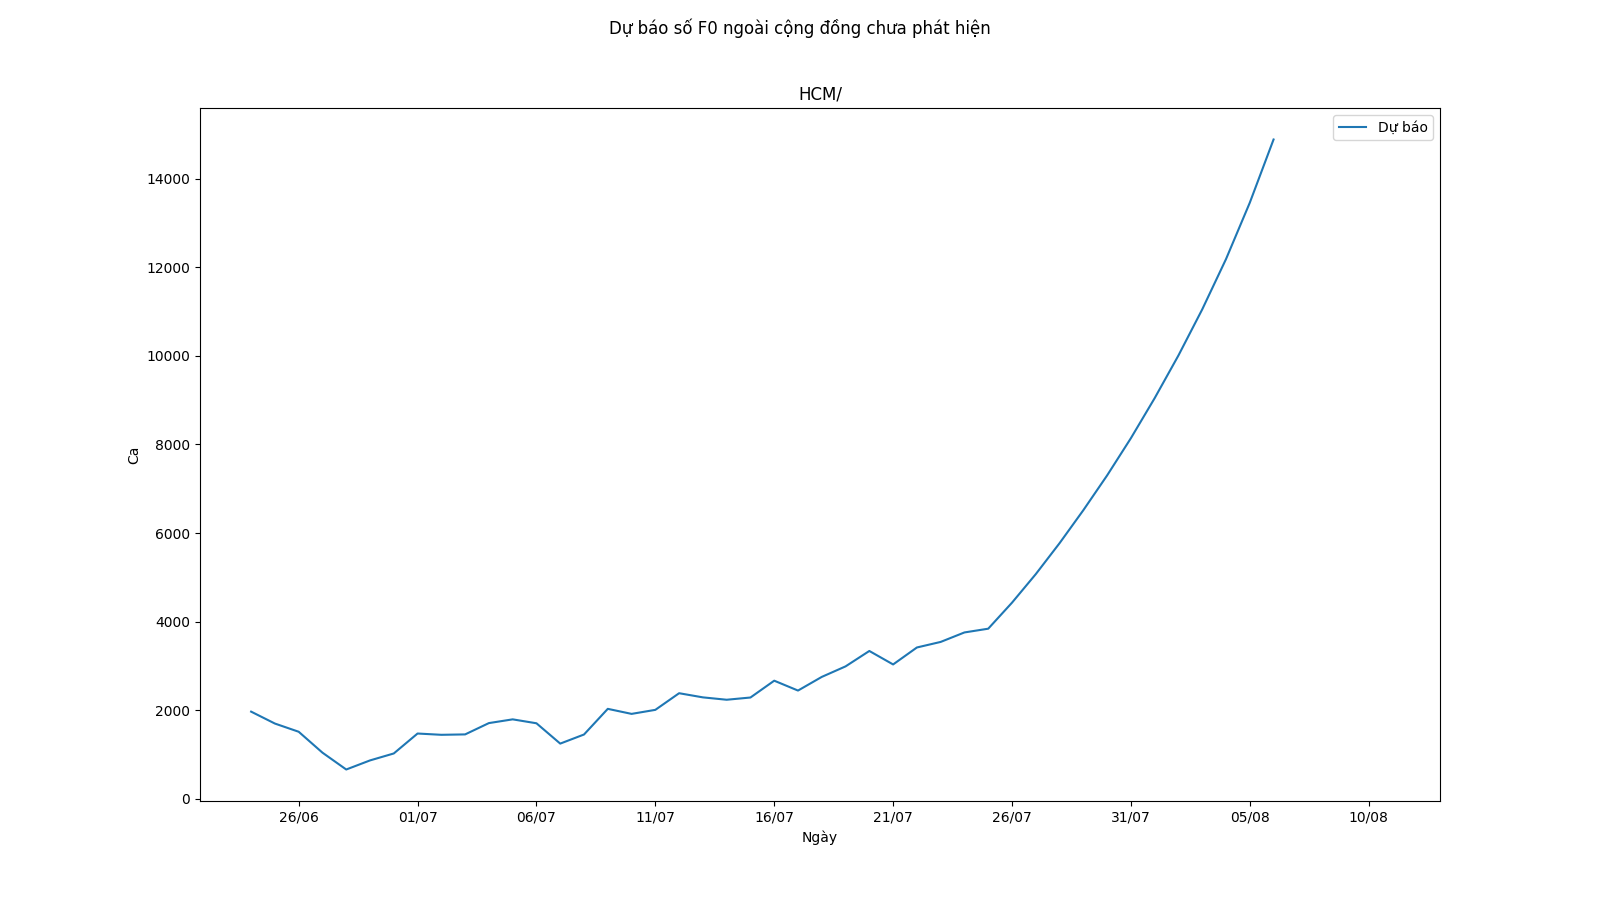 Dự báo số F0 ngoài cộng đồng chưa phát hiện
HCM/
Dự báo
14000
12000
10000
8000
6000
4000
2000
0
Ca
26/06 01/07 06/07 11/07 16/07 21/07 26/07 31/07 05/08 10/08
Ngày